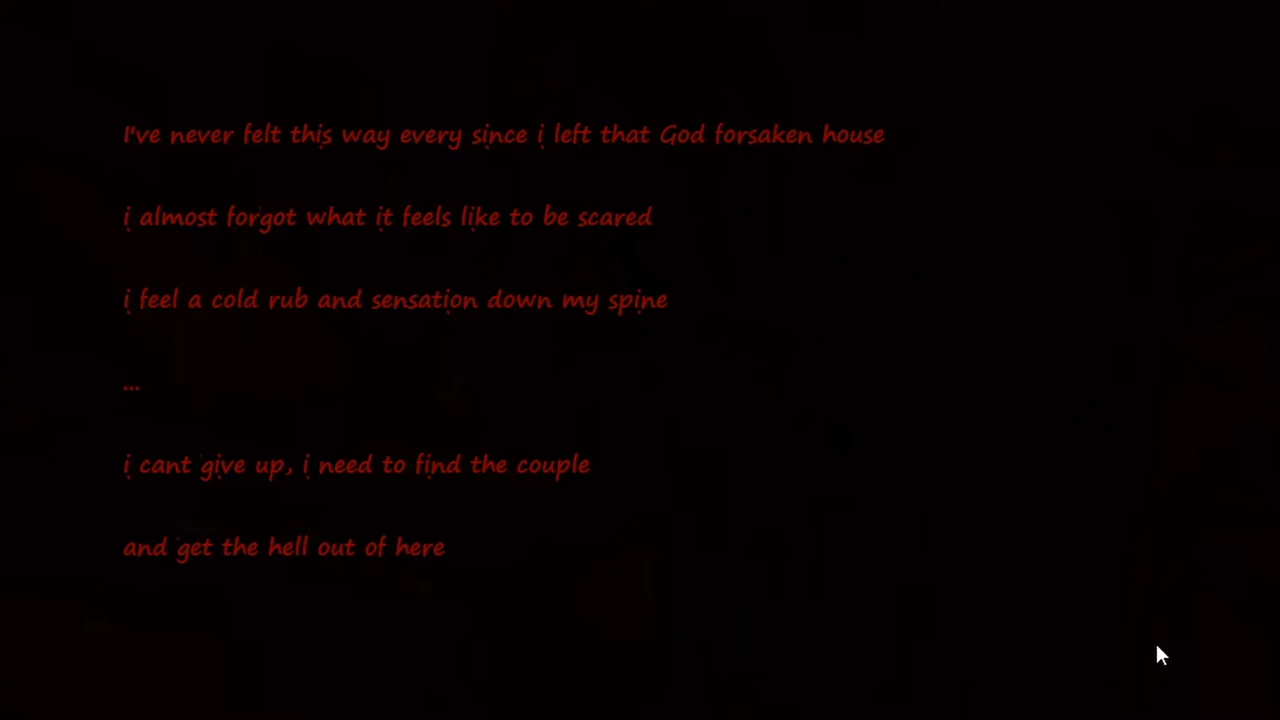 I've never felt this way every since i left that God forsaken house
i almost forgot what it feels like to be scared
i feel a cold rub and sensation down my spine
...
i cant give up, i need to find the couple
and get the hell out of here